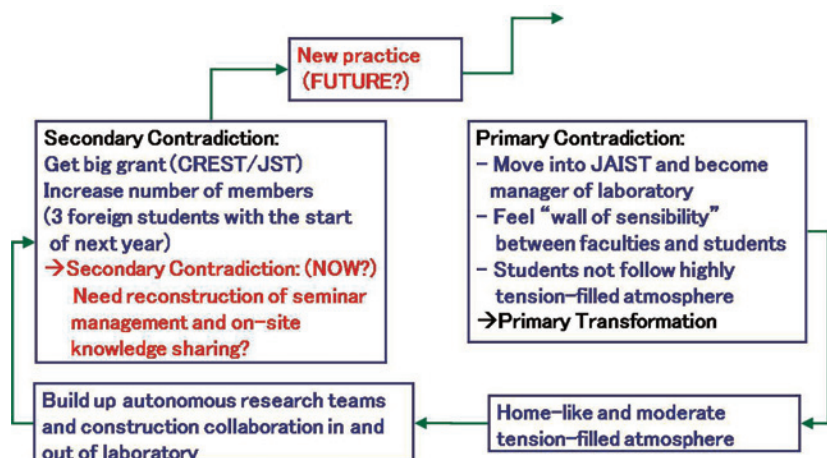 New practice
(FUTURE?)
Secondary Contradiction:
Get big grant (CREST/JST)
Increase number of members
(3 foreign students with the start
of next year)
→Secondary Contradiction: (NOW?)
Need reconstruction of seminar
management and on-site
knowledge sharing?
Primary Contradiction:
- Move into JAIST and become
manager of laboratory
- Feel “wall of sensibility”
between faculties and students
- Students not follow highly
tension-filled atmosphere
→Primary Transformation
Build up autonomous research teams
and construction collaboration in and
out of laboratory
Home-like and moderate
tension-filled atmosphere